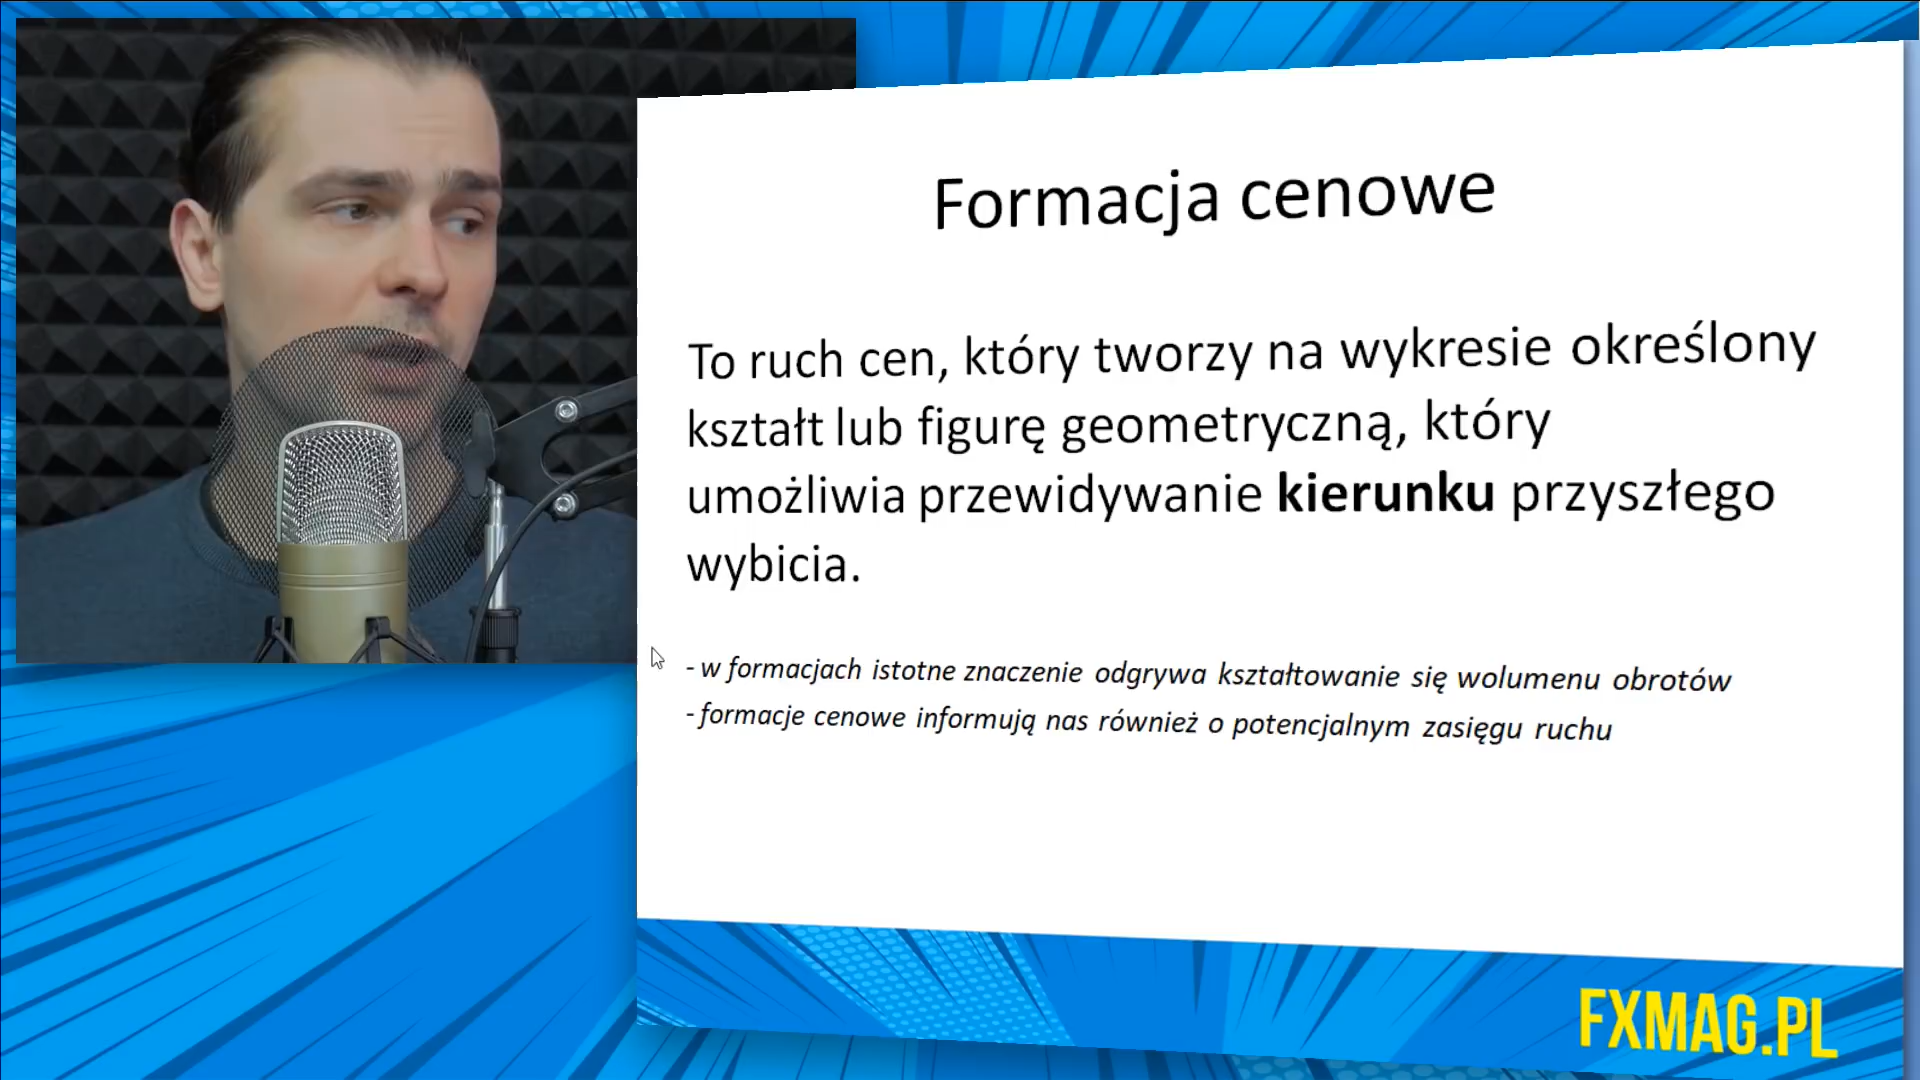 Formacja cenowe
To ruch cen, który tworzy na wykresie określony
kształt lub figurę geometryczną, który
umożliwia przewidywanie kierunku przyszłego
wybicia.
- w formacjach istotne znaczenie odgrywa kształtowanie się wolumenu obrotów
- formacje cenowe informują nas również o potencjalnym zasięgu ruchu
FXMAG.PL